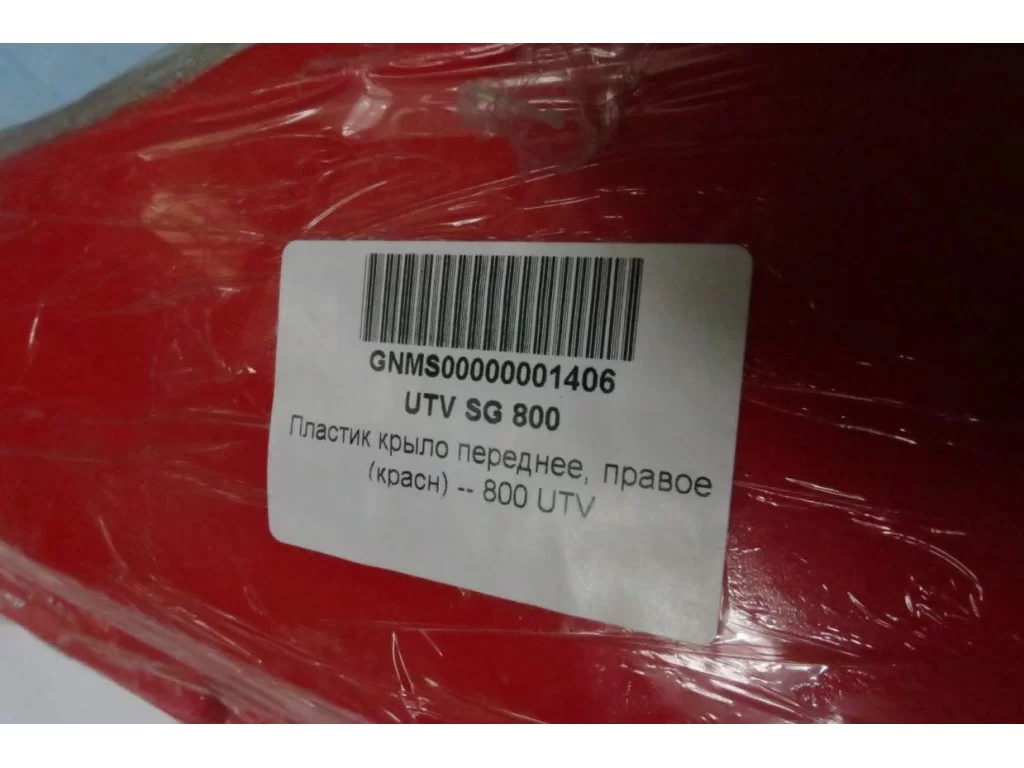 GNMS00000001406
UTV SG 800
Пластик крыло переднее, правое
(красн) -- 800 UTV